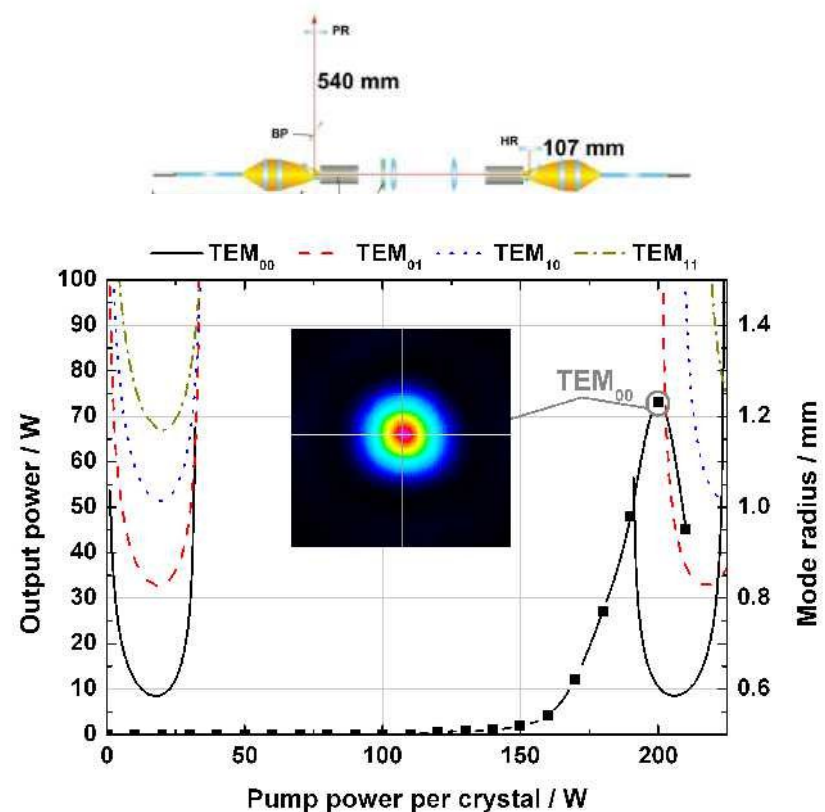 PR
540 mm
BP
HR
107 mm
TEM₀₀ TEM₀₁ TEM₁₀ TEM₁₁
100
90
80
70
60
50
40
30
20
10
0
Output power / W
TEM₀₀
1.4
1.2
1.0
0.8
0.6
Mode radius / mm
0 50 100 150 200
Pump power per crystal / W